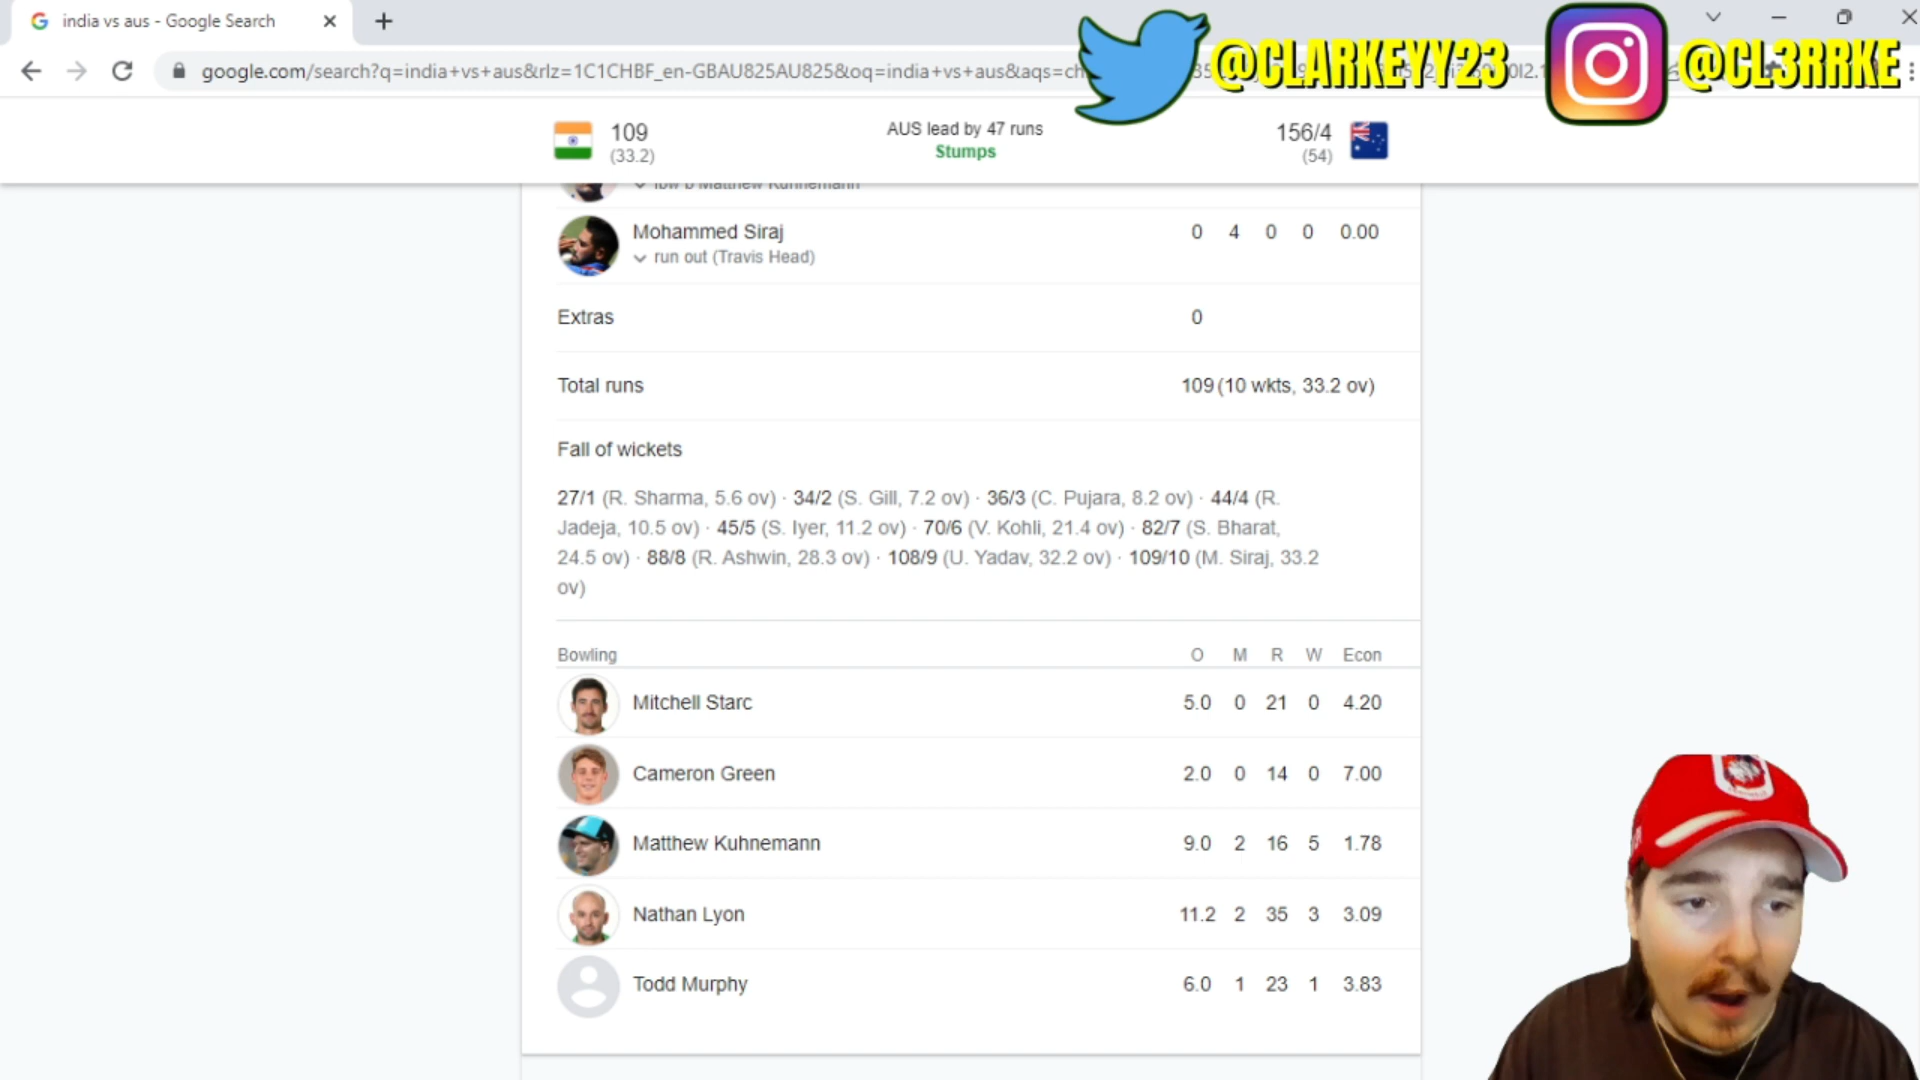 india vs aus - Google Search
google.com/search?q=india+vs+aus&rlz=1C1CHBF_en-GBAU825AU825&oq=india+vs+aus&aqs=ch
@CLARKEYY23
@CL3RRKE
109
(33.2)
AUS lead by 47 runs
Stumps
156/4
(54)
lbw b Matthew Kuhnemann
Mohammed Siraj 0 4 0 0 0.00
run out (Travis Head)
Extras 0
Total runs 109 (10 wkts, 33.2 ov)
Fall of wickets
27/1 (R. Sharma, 5.6 ov) · 34/2 (S. Gill, 7.2 ov) · 36/3 (C. Pujara, 8.2 ov) · 44/4 (R.
Jadeja, 10.5 ov) · 45/5 (S. Iyer, 11.2 ov) · 70/6 (V. Kohli, 21.4 ov) · 82/7 (S. Bharat,
24.5 ov) · 88/8 (R. Ashwin, 28.3 ov) · 108/9 (U. Yadav, 32.2 ov) · 109/10 (M. Siraj, 33.2
ov)
Bowling O M R W Econ
Mitchell Starc 5.0 0 21 0 4.20
Cameron Green 2.0 0 14 0 7.00
Matthew Kuhnemann 9.0 2 16 5 1.78
Nathan Lyon 11.2 2 35 3 3.09
Todd Murphy 6.0 1 23 1 3.83